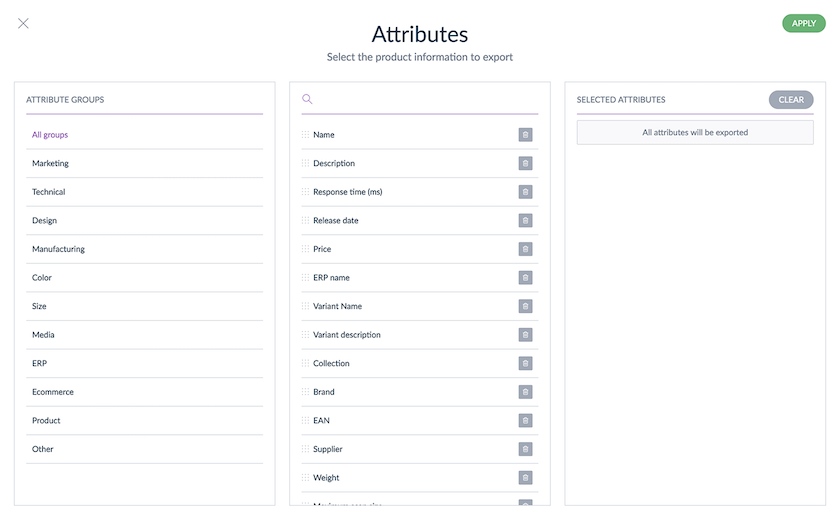 Attributes
APPLY
Select the product information to export
ATTRIBUTE GROUPS
All groups
Marketing
Technical
Design
Manufacturing
Color
Size
Media
ERP
Ecommerce
Product
Other
Name
Description
Response time (ms)
Release date
Price
ERP name
Variant Name
Variant description
Collection
Brand
EAN
Supplier
Weight
SELECTED ATTRIBUTES
CLEAR
All attributes will be exported